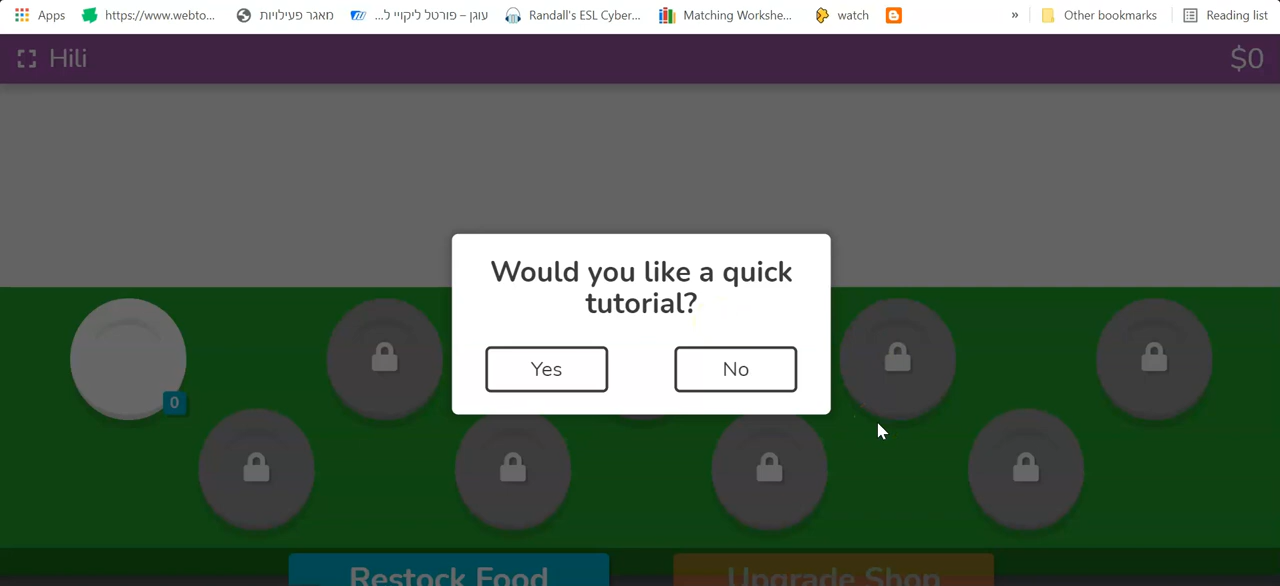 Apps https://www.webto... מאגר פעילויות עוגן – פורטל ליקויי ל... Randall's ESL Cyber... Matching Workshe... watch » Other bookmarks Reading list
Hili $0
Would you like a quick
tutorial?
Yes No
0
Restock Food Upgrade Shop